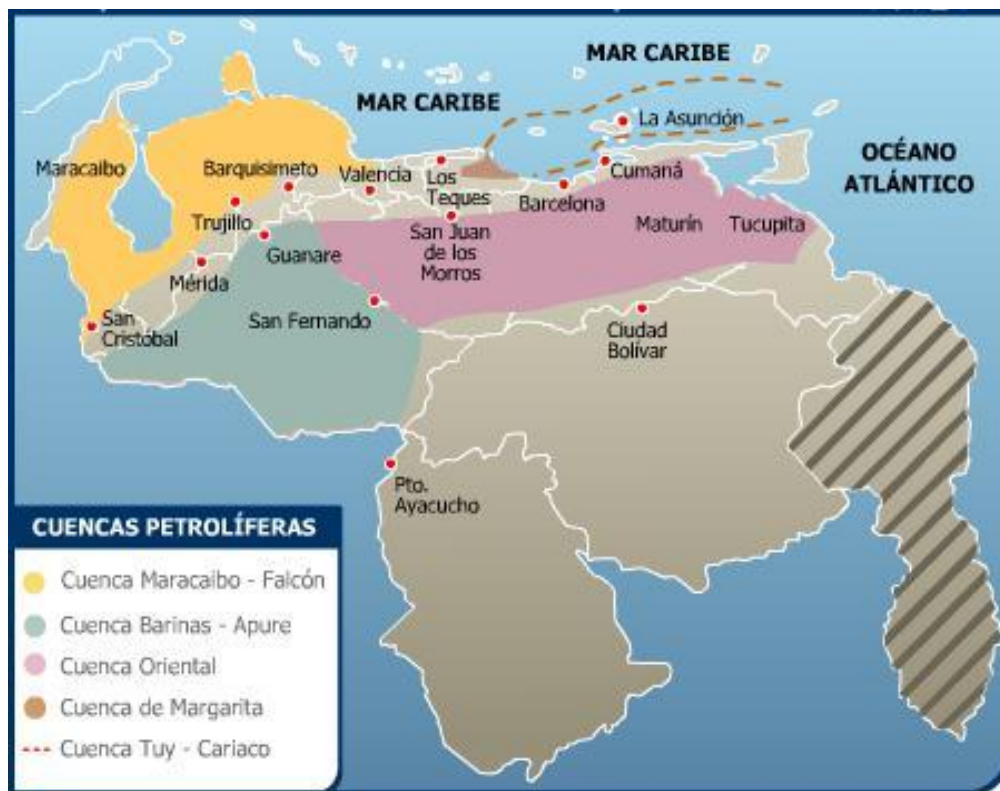 MAR CARIBE
MAR CARIBE
La Asunción
OCÉANO
ATLÁNTICO
Maracaibo
Barquisimeto
Valencia
Los
Teques
Cumaná
Barcelona
Trujillo
Guanare
San Juan
de los
Morros
Maturín
Tucupita
Mérida
San
Cristóbal
San Fernando
Ciudad
Bolívar
Pto.
Ayacucho
CUENCAS PETROLÍFERAS
Cuenca Maracaibo - Falcón
Cuenca Barinas - Apure
Cuenca Oriental
Cuenca de Margarita
Cuenca Tuy - Cariaco